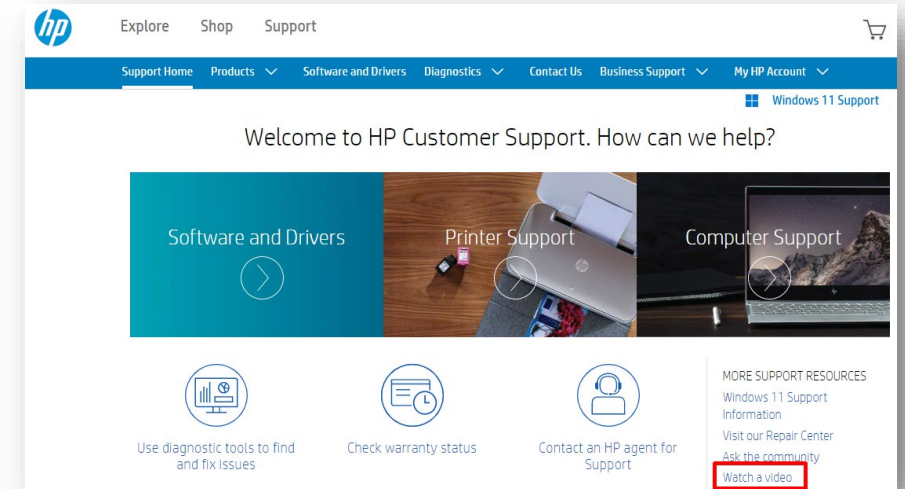 hp
Explore Shop Support
Support Home Products Software and Drivers Diagnostics Contact Us Business Support My HP Account
Windows 11 Support
Welcome to HP Customer Support. How can we help?
Software and Drivers
Printer Support
Computer Support
Use diagnostic tools to find
and fix issues
Check warranty status
Contact an HP agent for
Support
MORE SUPPORT RESOURCES
Windows 11 Support
Information
Visit our Repair Center
Ask the community
Watch a video